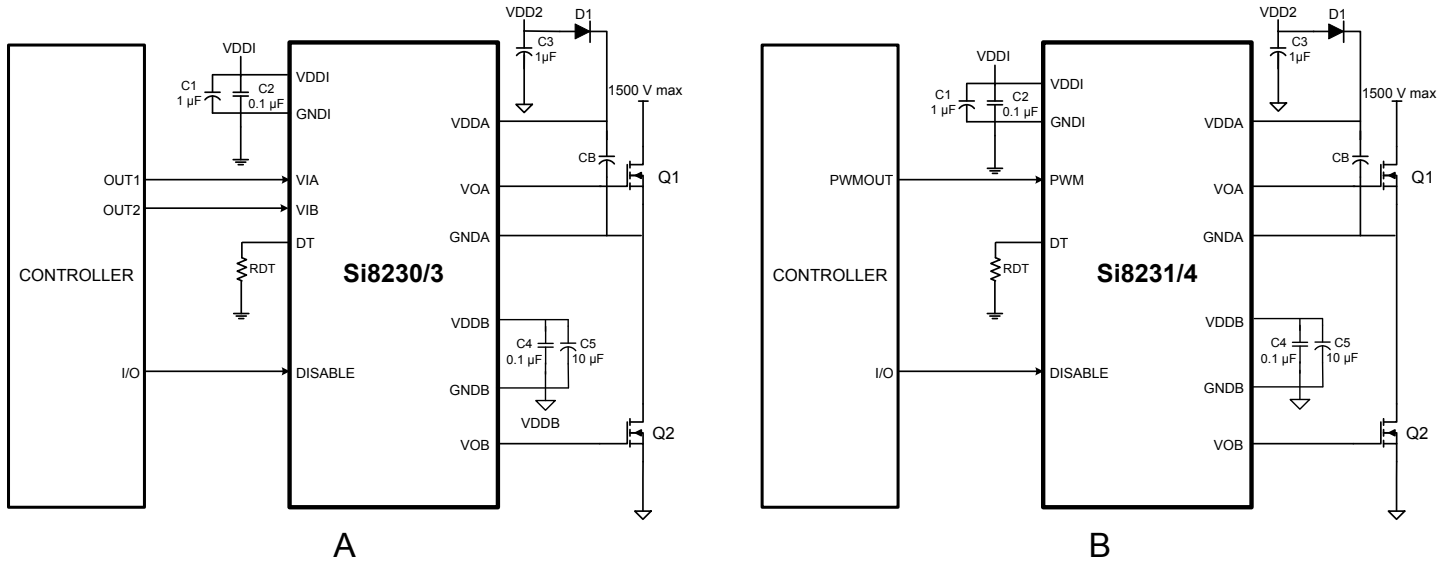 VDD2
D1
C3
1µF
VDDI
C1
1 µF
C2
0.1 µF
VDDI
GNDI
1500 V max
VDDA
CB
OUT1
VIA
VOA
Q1
OUT2
VIB
DT
GNDA
RDT
CONTROLLER
Si8230/3
VDDB
C4
0.1 µF
C5
10 µF
I/O
DISABLE
GNDB
VDDB
VOB
Q2
A
VDD2
D1
C3
1µF
VDDI
C1
1 µF
C2
0.1 µF
VDDI
GNDI
1500 V max
VDDA
CB
PWMOUT
PWM
VOA
Q1
DT
GNDA
RDT
CONTROLLER
Si8231/4
VDDB
C4
0.1 µF
C5
10 µF
I/O
DISABLE
GNDB
VOB
Q2
B